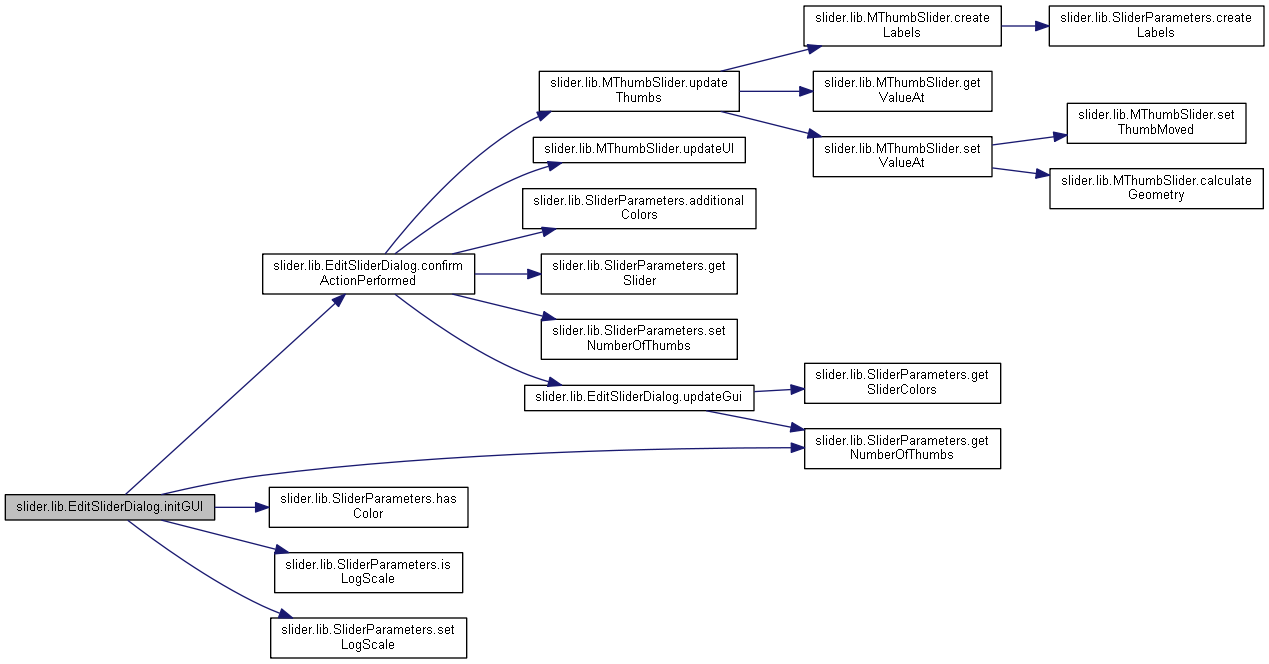 slider.lib.MThumbSlider.create
Labels
slider.lib.SliderParameters.create
Labels
slider.lib.MThumbSlider.update
Thumbs
slider.lib.MThumbSlider.get
ValueAt
slider.lib.MThumbSlider.set
ThumbMoved
slider.lib.MThumbSlider.updateUI
slider.lib.MThumbSlider.set
ValueAt
slider.lib.MThumbSlider.calculate
Geometry
slider.lib.SliderParameters.additional
Colors
slider.lib.EditSliderDialog.confirm
ActionPerformed
slider.lib.SliderParameters.get
Slider
slider.lib.SliderParameters.set
NumberOfThumbs
slider.lib.EditSliderDialog.updateGui
slider.lib.SliderParameters.get
SliderColors
slider.lib.SliderParameters.get
NumberOfThumbs
slider.lib.EditSliderDialog.initGUI
slider.lib.SliderParameters.has
Color
slider.lib.SliderParameters.is
LogScale
slider.lib.SliderParameters.set
LogScale